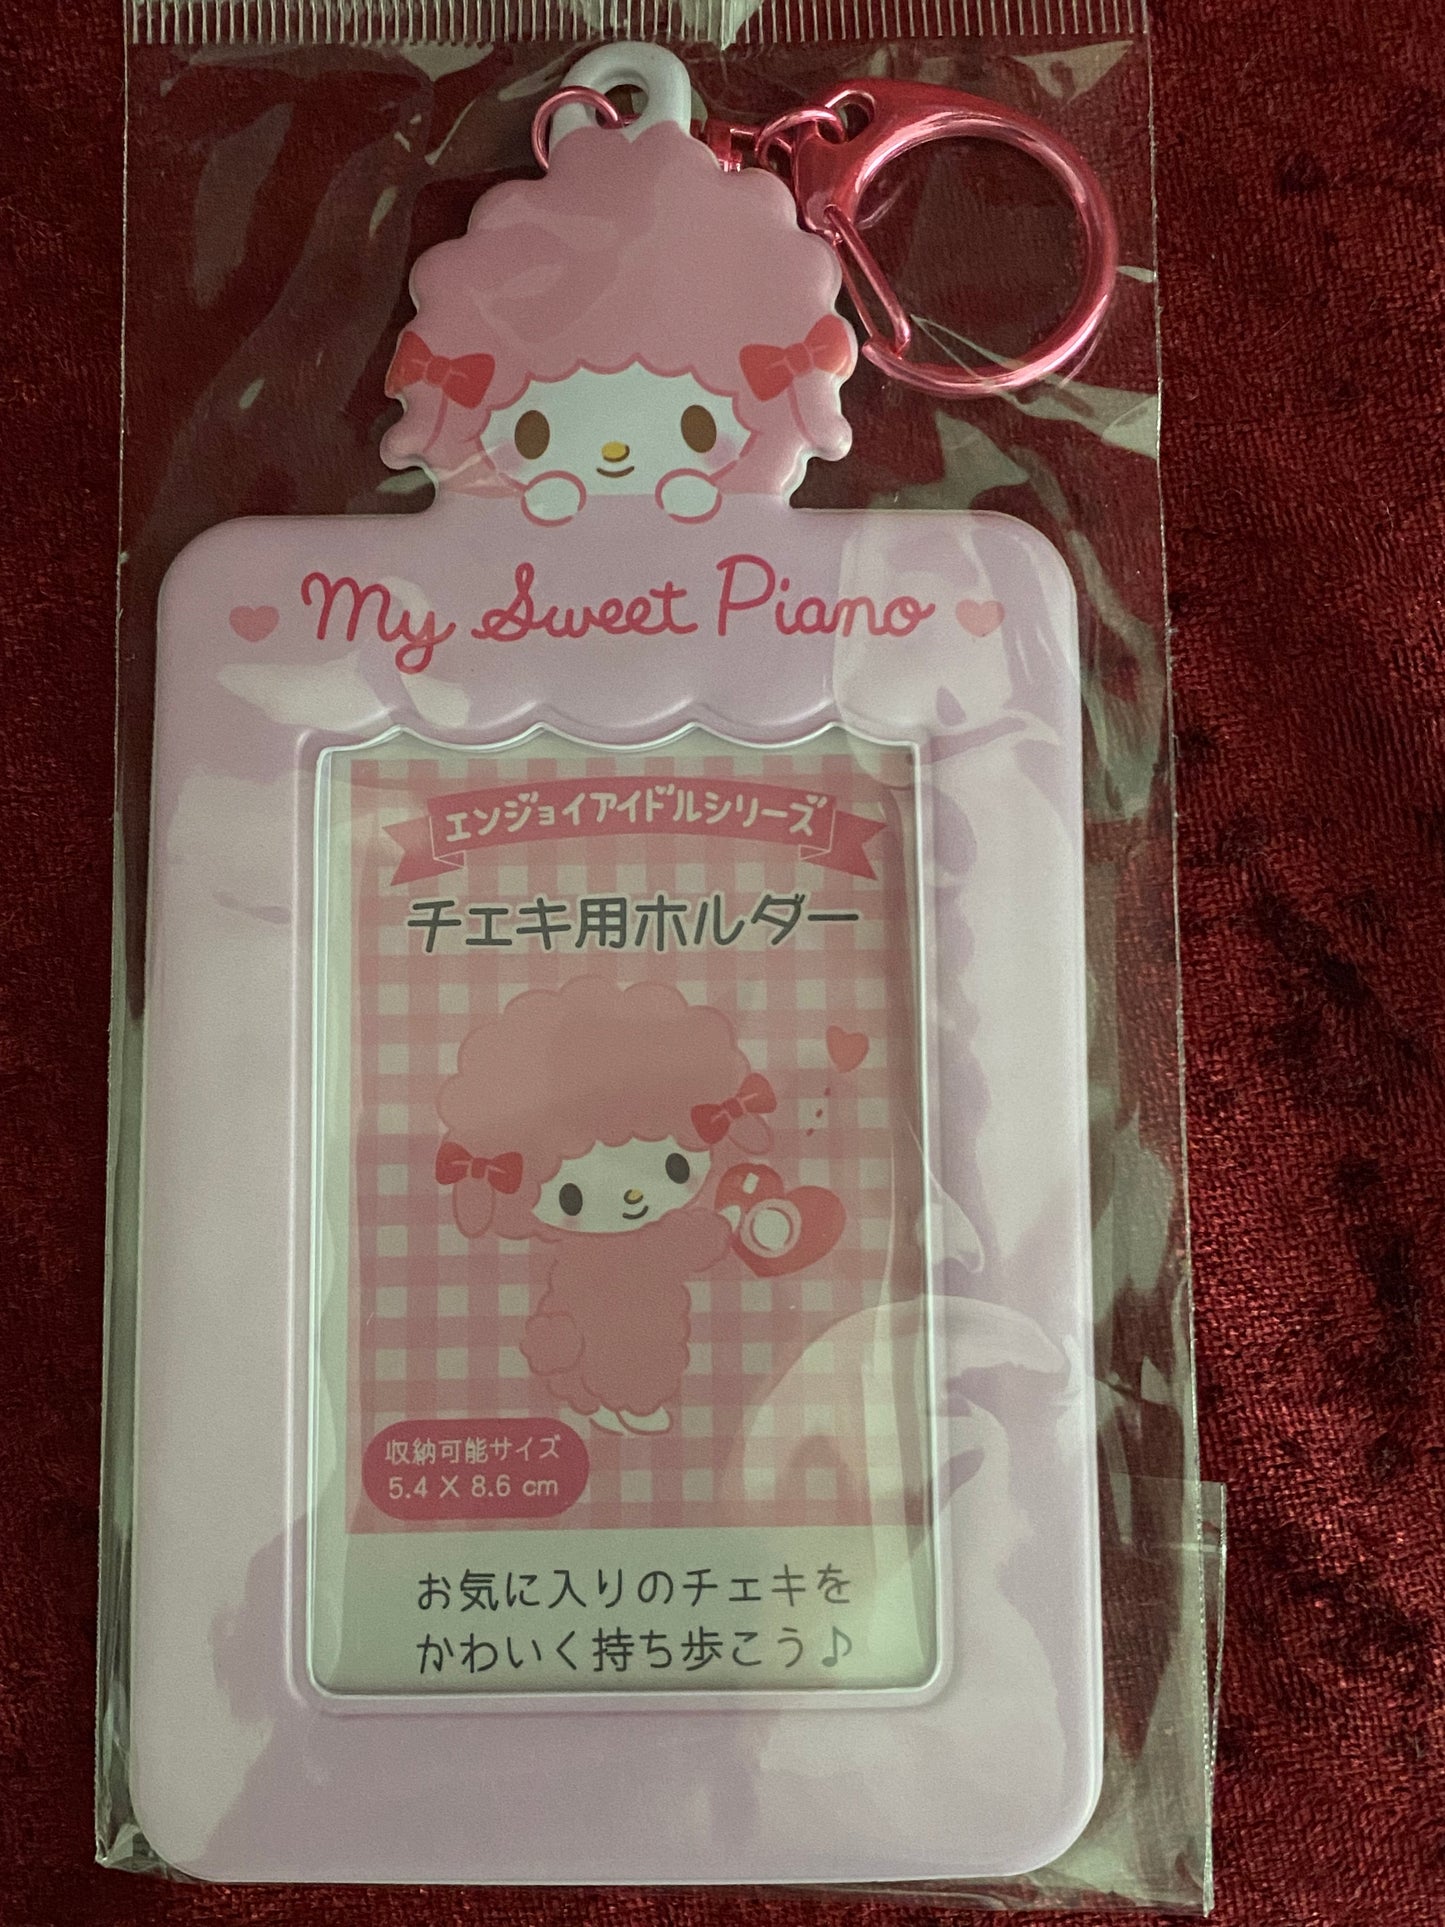 My Sweet Piano
エンジョイアイドルシリーズ
チェキ用ホルダー
収納可能サイズ
5.4 X 8.6 cm
お気に入りのチェキを
かわいく持ち歩こう♪